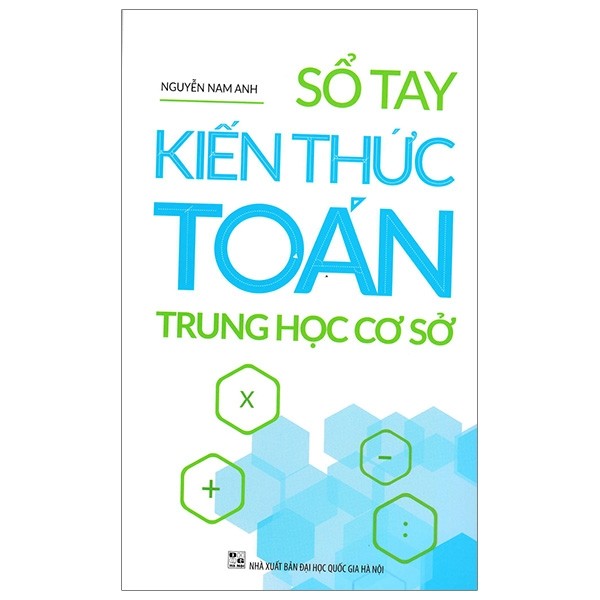 NGUYỄN NAM ANH
SỔ TAY
KIẾN THỨC
TOÁN
TRUNG HỌC CƠ SỞ
X
−
+
:
NHÀ XUẤT BẢN ĐẠI HỌC QUỐC GIA HÀ NỘI